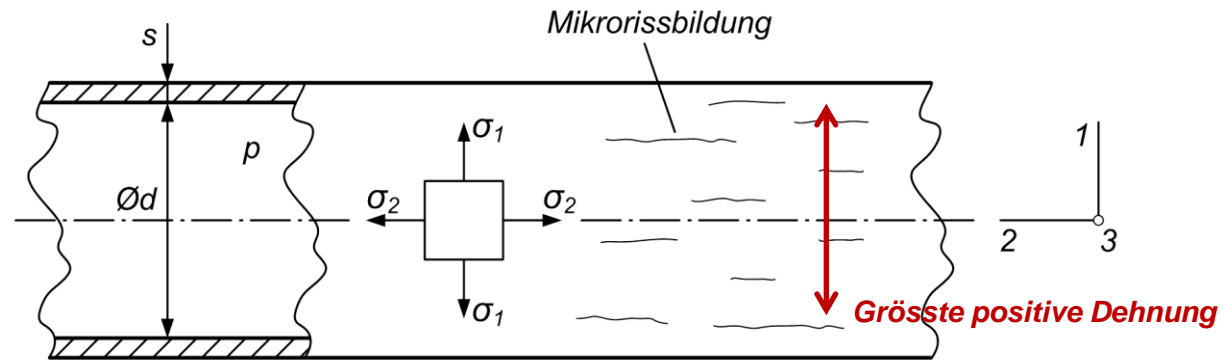 Mikrorissbildung
s
p
Ød
σ1
σ2
σ2
σ1
1
2
3
Grösste positive Dehnung